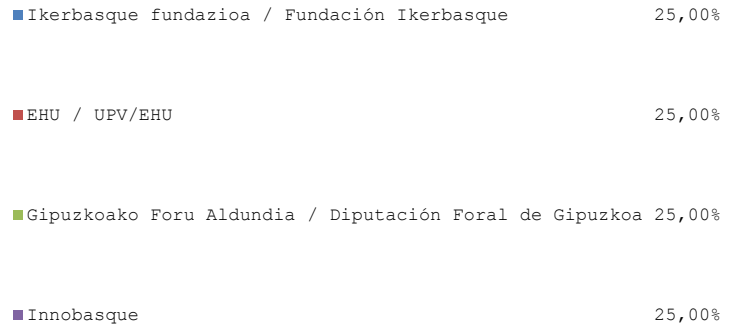 Ikerbasque fundazioa / Fundación Ikerbasque 25,00%
EHU / UPV/EHU 25,00%
Gipuzkoako Foru Aldundia / Diputación Foral de Gipuzkoa 25,00%
Innobasque 25,00%